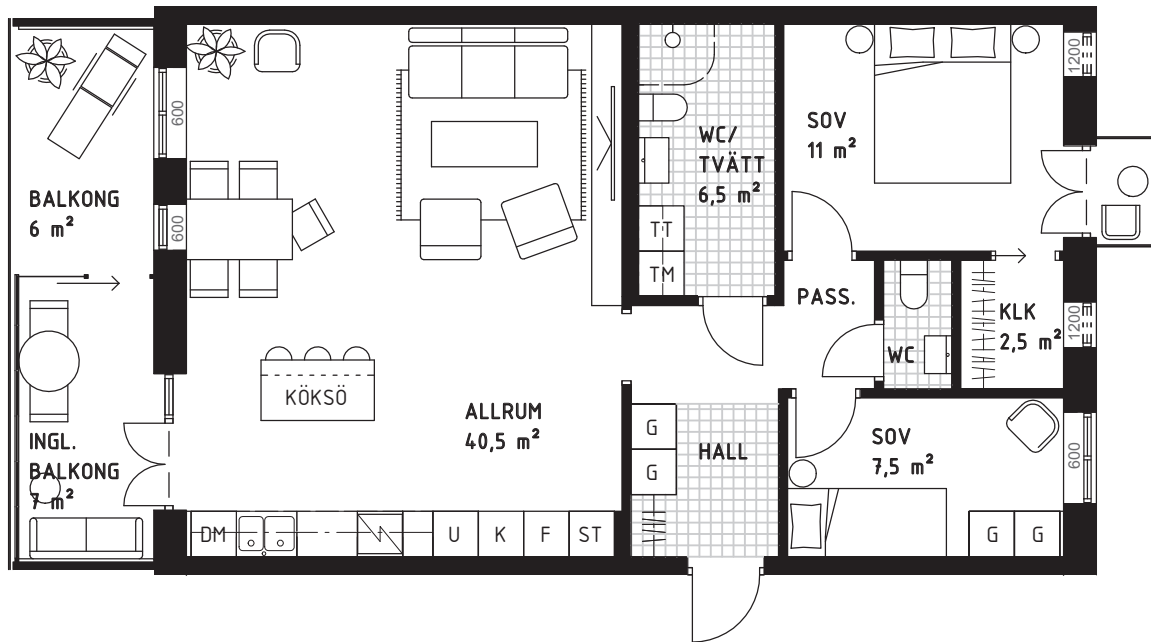 BALKONG
6 m²
600
600
INGL.
BALKONG
7 m²
KÖKSÖ
ALLRUM
40,5 m²
DM
U
K
F
ST
WC/
TVÄTT
6,5 m²
TT
TM
G
G
HALL
PASS.
WC
SOV
11 m²
1200
KLK
2,5 m²
1200
SOV
7,5 m²
600
G
G